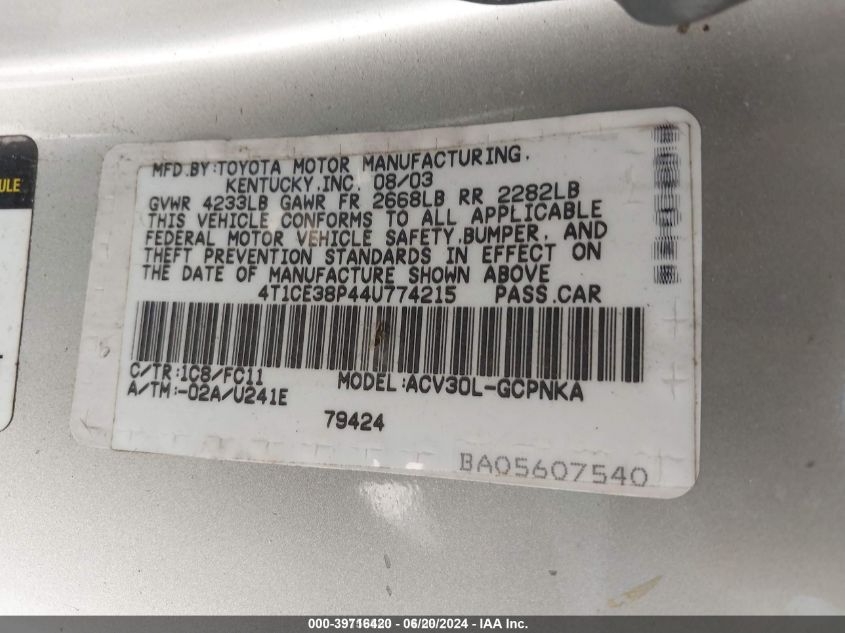 ULE
MFD.BY:TOYOTA MOTOR MANUFACTURING,
KENTUCKY,INC. 08/03
GVWR 4233LB GAWR FR 2668LB RR 2282LB
THIS VEHICLE CONFORMS TO ALL APPLICABLE
FEDERAL MOTOR VEHICLE SAFETY,BUMPER, AND
THEFT PREVENTION STANDARDS IN EFFECT ON
THE DATE OF MANUFACTURE SHOWN ABOVE
4T1CE38P44U774215 PASS.CAR
C/TR:1C8/FC11 MODEL:ACV30L-GCPNKA
A/TM:-02A/U241E
79424
BA05607540
000-39716420 - 06/20/2024 - IAA Inc.